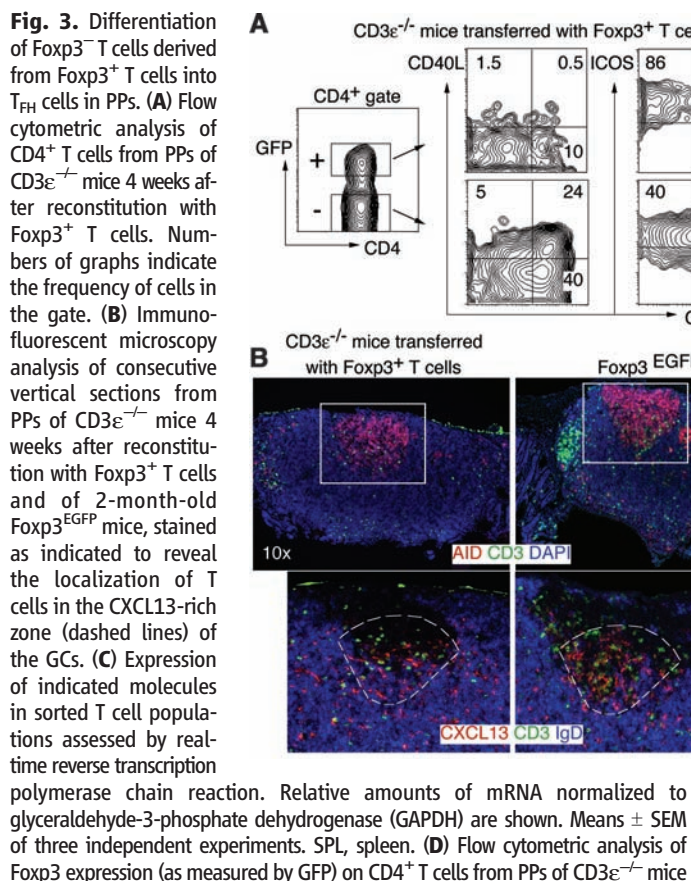 Fig. 3. Differentiation
of Foxp3⁻ T cells derived
from Foxp3⁺ T cells into
T_FH cells in PPs. (A) Flow
cytometric analysis of
CD4⁺ T cells from PPs of
CD3ε⁻/⁻ mice 4 weeks af-
ter reconstitution with
Foxp3⁺ T cells. Num-
bers of graphs indicate
the frequency of cells in
the gate. (B) Immuno-
fluorescent microscopy
analysis of consecutive
vertical sections from
PPs of CD3ε⁻/⁻ mice 4
weeks after reconstitu-
tion with Foxp3⁺ T cells
and of 2-month-old
Foxp3^EGFP mice, stained
as indicated to reveal
the localization of T
cells in the CXCL13-rich
zone (dashed lines) of
the GCs. (C) Expression
of indicated molecules
in sorted T cell popula-
tions assessed by real-
time reverse transcription
polymerase chain reaction. Relative amounts of mRNA normalized to
glyceraldehyde-3-phosphate dehydrogenase (GAPDH) are shown. Means ± SEM
of three independent experiments. SPL, spleen. (D) Flow cytometric analysis of
Foxp3 expression (as measured by GFP) on CD4⁺ T cells from PPs of CD3ε⁻/⁻ mice
A
CD3ε⁻/⁻ mice transferred with Foxp3⁺ T ce
CD40L 1.5 0.5 ICOS 86
CD4⁺ gate
GFP
+
10
-
5 24 40
CD4
40
C
B
CD3ε⁻/⁻ mice transferred
with Foxp3⁺ T cells
Foxp3 EGF
10x
AID CD3 DAPI
CXCL13 CD3 IgD